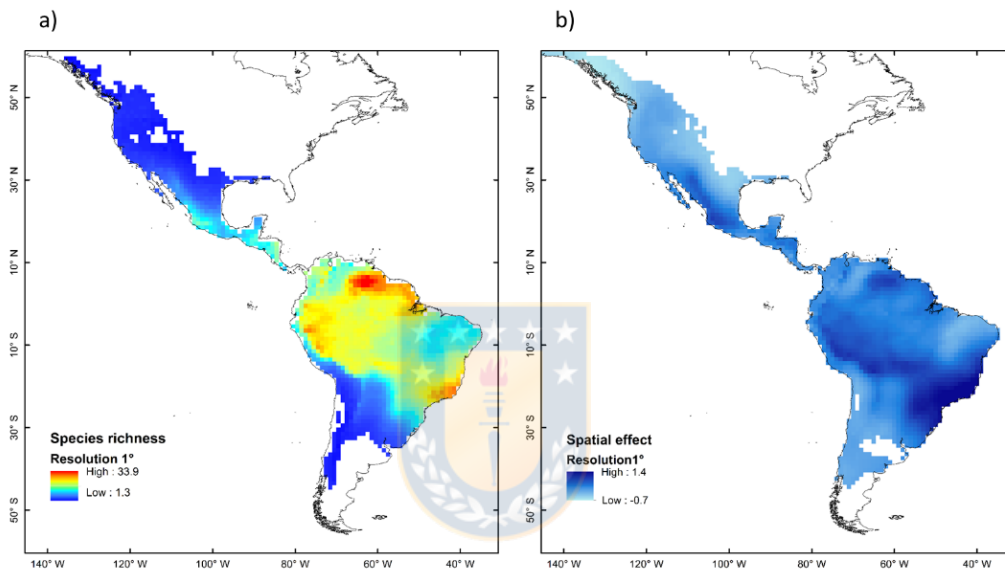 a)
b)
50° N
30° N
10° N
10° S
30° S
50° S
Species richness
Resolution 1°
High : 33.9
Low : 1.3
140° W
120° W
100° W
80° W
60° W
40° W
50° N
30° N
10° N
10° S
30° S
50° S
Spatial effect
Resolution1°
High : 1.4
Low : -0.7
140° W
120° W
100° W
80° W
60° W
40° W